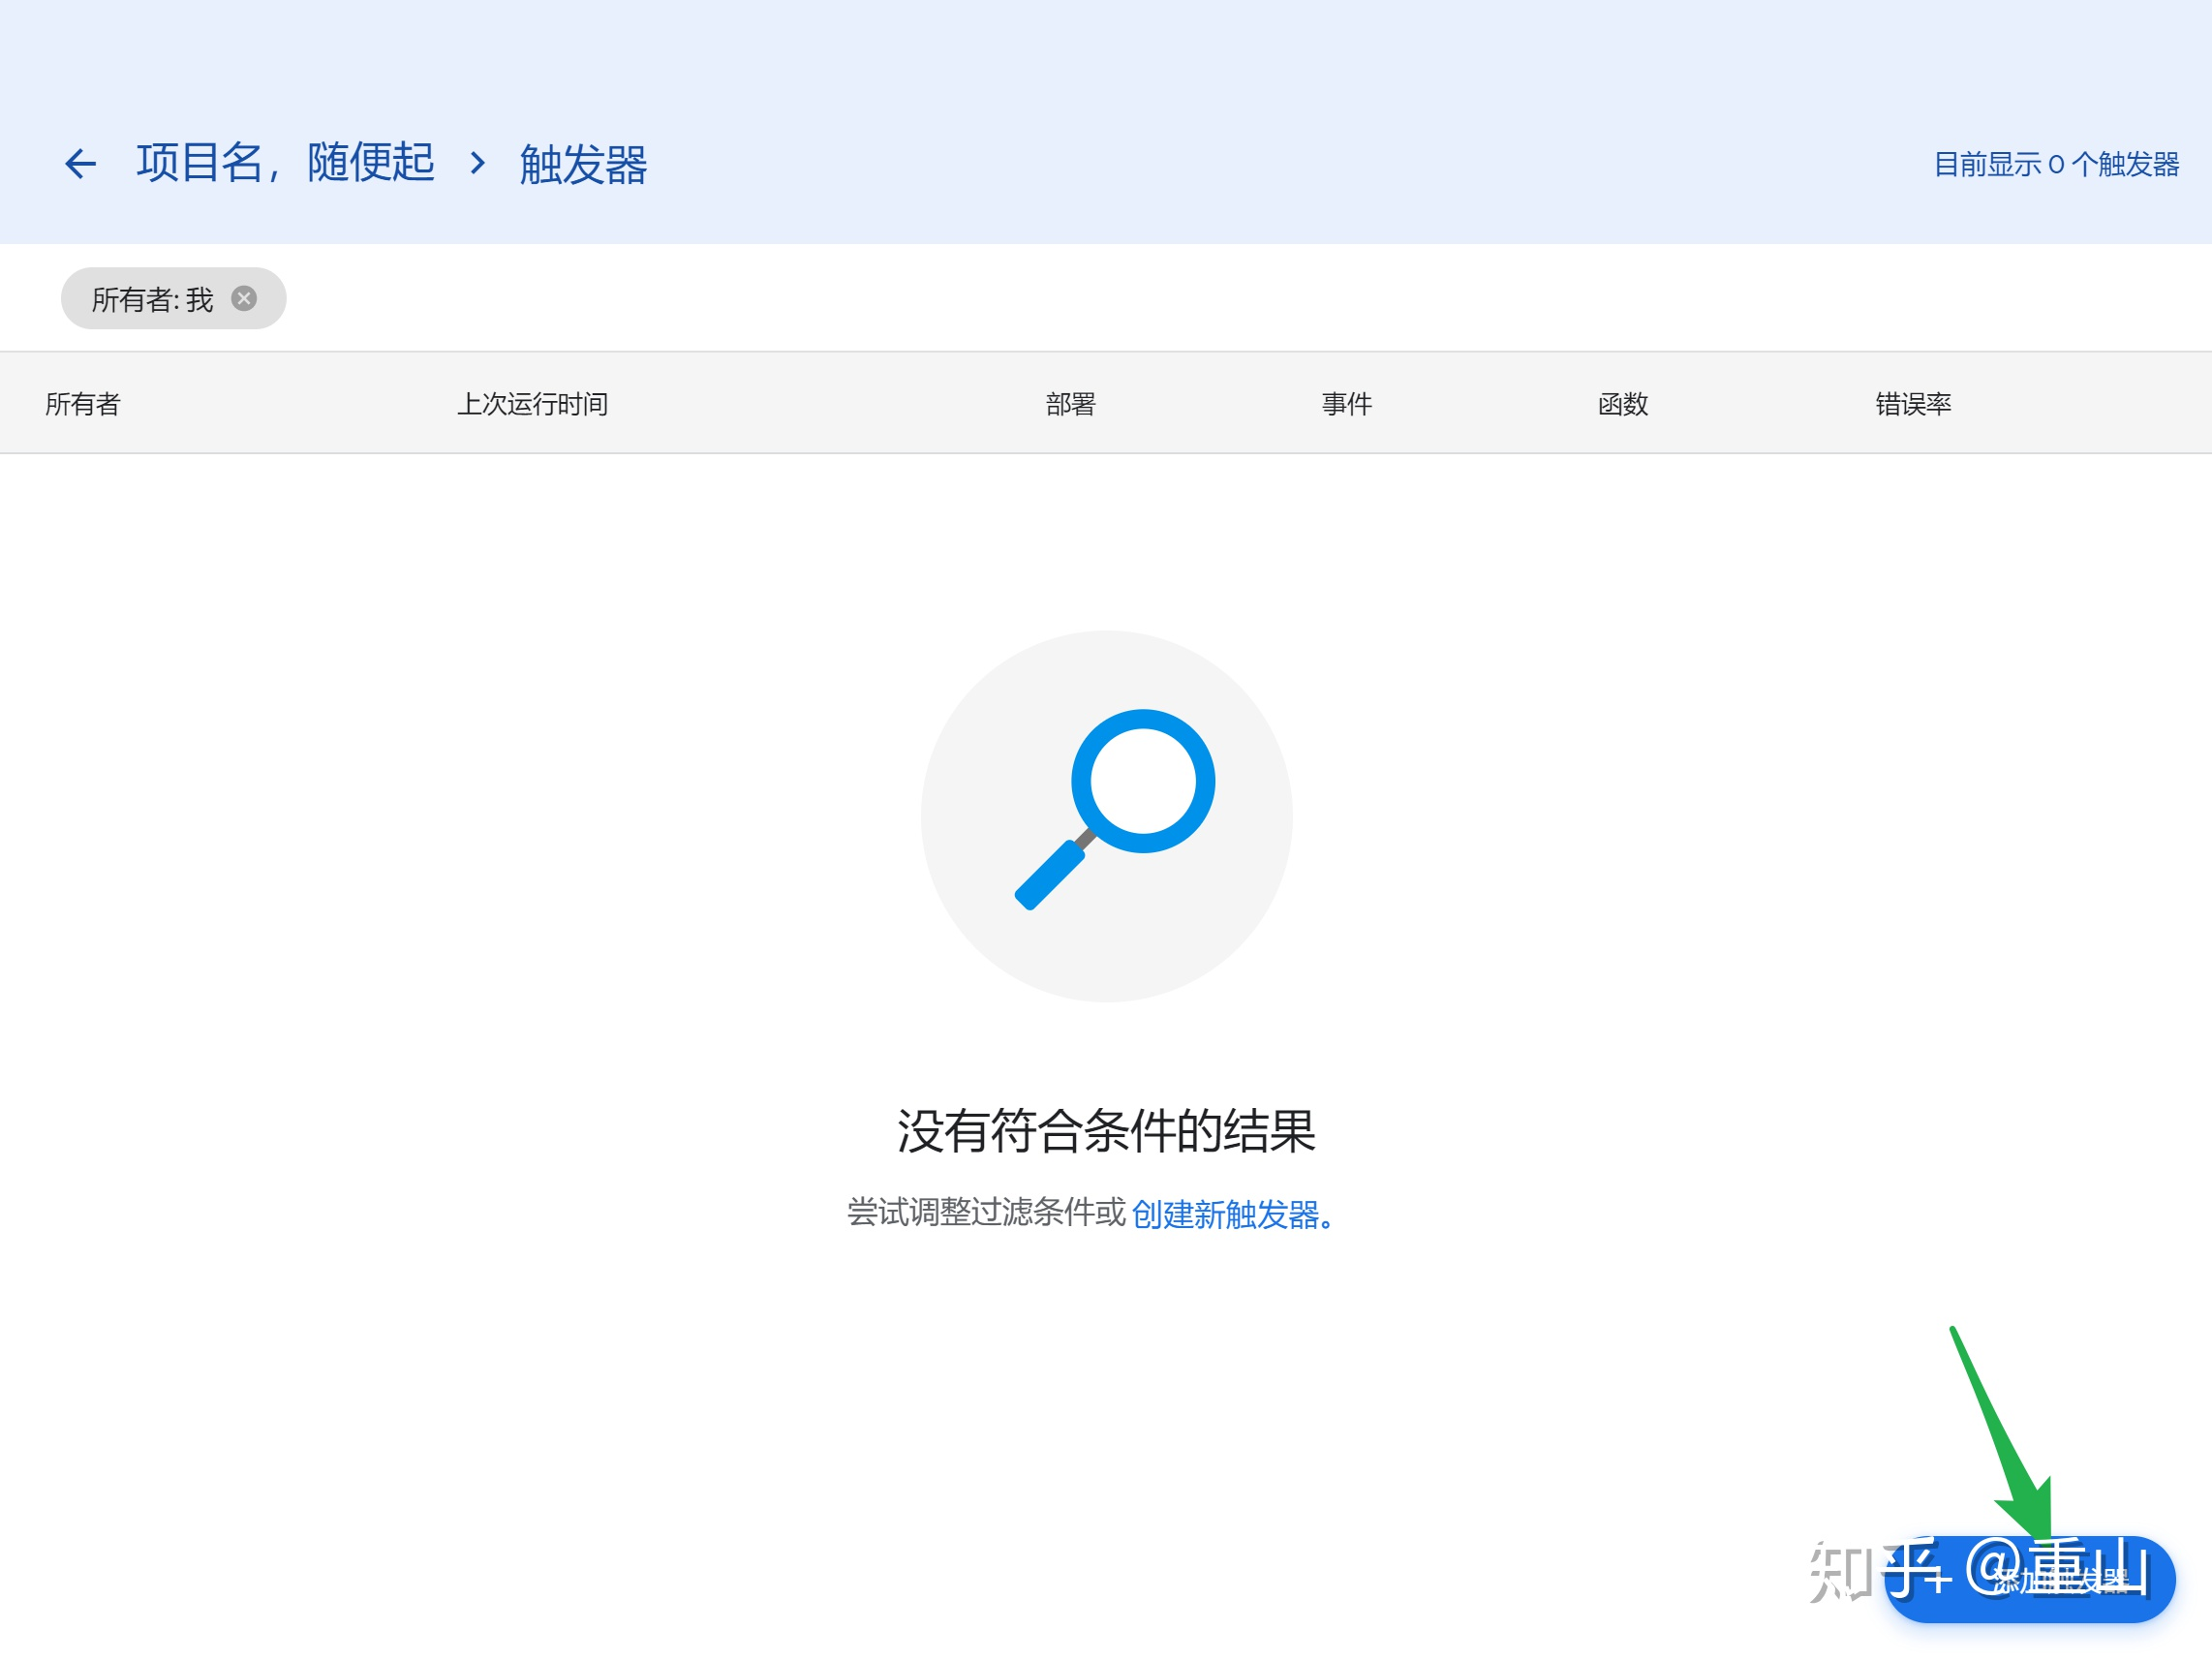 项目名，随便起 > 触发器
目前显示 0 个触发器
所有者: 我
所有者 上次运行时间 部署 事件 函数 错误率
没有符合条件的结果
尝试调整过滤条件或 创建新触发器。
+ 添加触发器
知乎 @重山